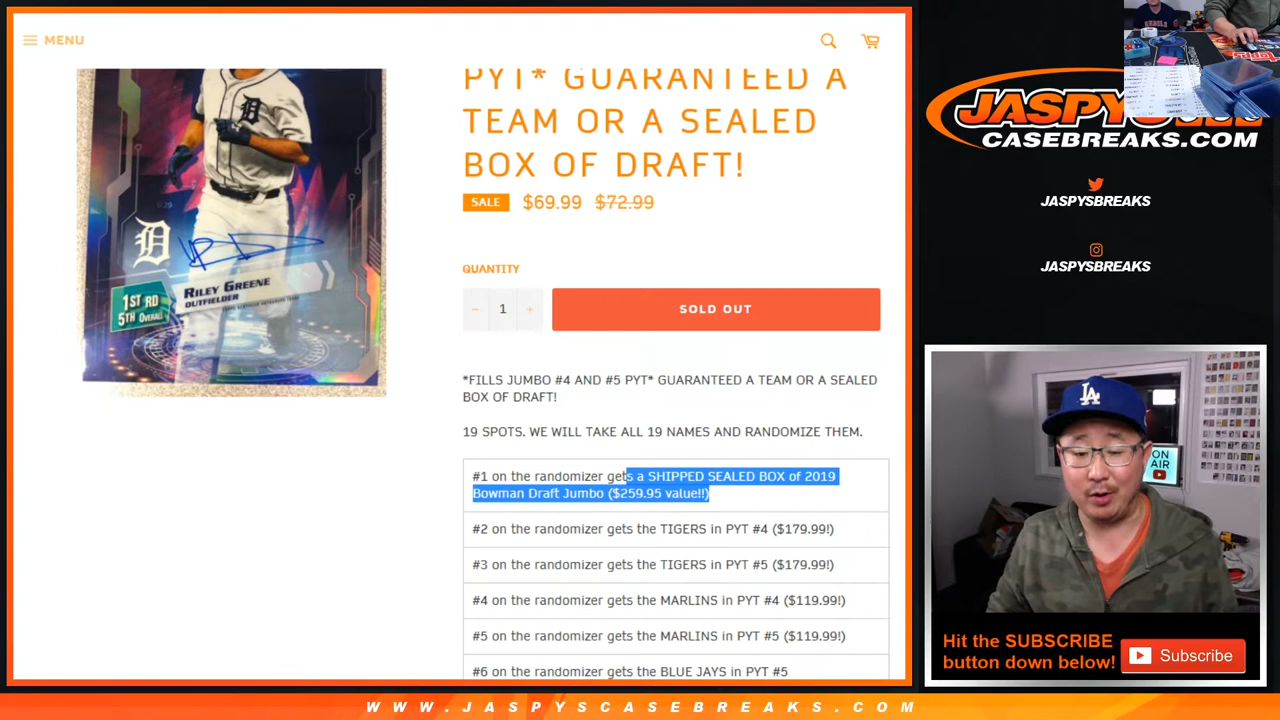 MENU
PYT* GUARANTEED A
TEAM OR A SEALED
BOX OF DRAFT!
SALE $69.99 $72.99
QUANTITY
− 1 +
SOLD OUT
*FILLS JUMBO #4 AND #5 PYT* GUARANTEED A TEAM OR A SEALED
BOX OF DRAFT!
19 SPOTS. WE WILL TAKE ALL 19 NAMES AND RANDOMIZE THEM.
#1 on the randomizer gets a SHIPPED SEALED BOX of 2019
Bowman Draft Jumbo ($259.95 value!!)
#2 on the randomizer gets the TIGERS in PYT #4 ($179.99!)
#3 on the randomizer gets the TIGERS in PYT #5 ($179.99!)
#4 on the randomizer gets the MARLINS in PYT #4 ($119.99!)
#5 on the randomizer gets the MARLINS in PYT #5 ($119.99!)
#6 on the randomizer gets the BLUE JAYS in PYT #5
D
1ST RD
5TH OVERALL
RILEY GREENE
OUTFIELDER
Topps
JASPY'S
CASEBREAKS.COM
JASPYSBREAKS
JASPYSBREAKS
LA
ON
AIR
Hit the SUBSCRIBE
button down below!
Subscribe
WWW.JASPYSCASEBREAKS.COM